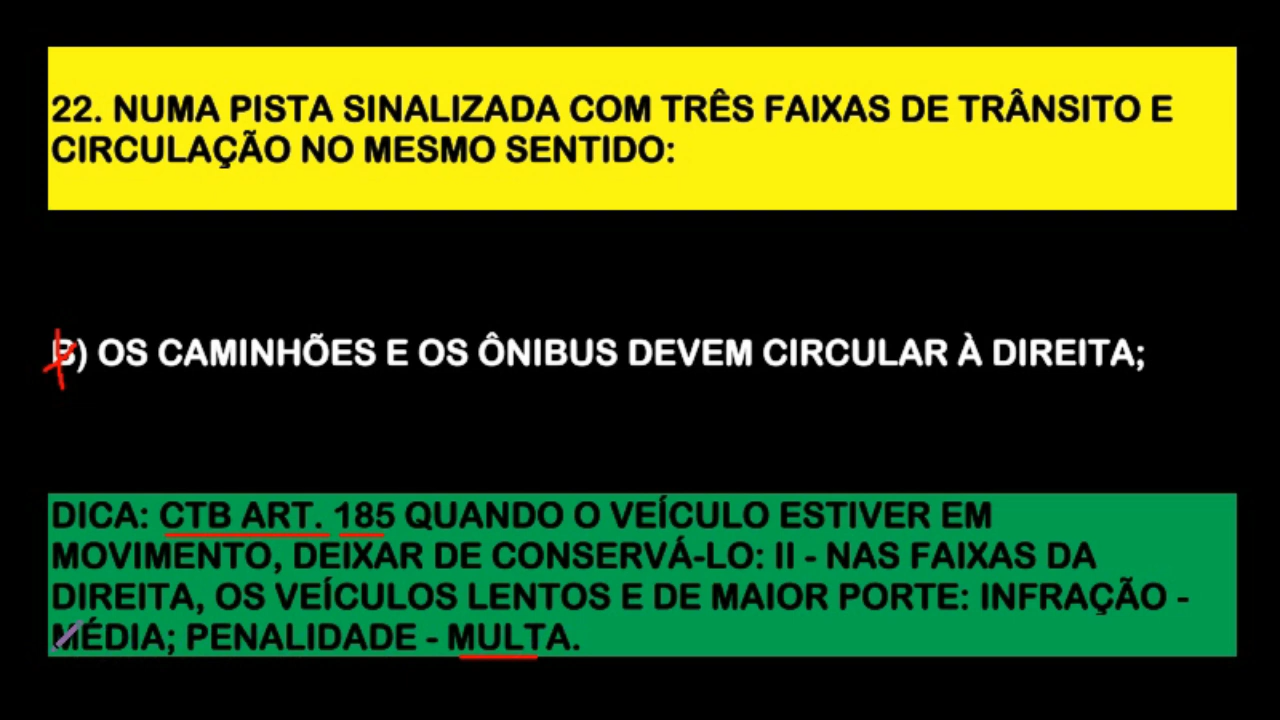 22. NUMA PISTA SINALIZADA COM TRÊS FAIXAS DE TRÂNSITO E
CIRCULAÇÃO NO MESMO SENTIDO:
B) OS CAMINHÕES E OS ÔNIBUS DEVEM CIRCULAR À DIREITA;
DICA: CTB ART. 185 QUANDO O VEÍCULO ESTIVER EM
MOVIMENTO, DEIXAR DE CONSERVÁ-LO: II - NAS FAIXAS DA
DIREITA, OS VEÍCULOS LENTOS E DE MAIOR PORTE: INFRAÇÃO -
MÉDIA; PENALIDADE - MULTA.